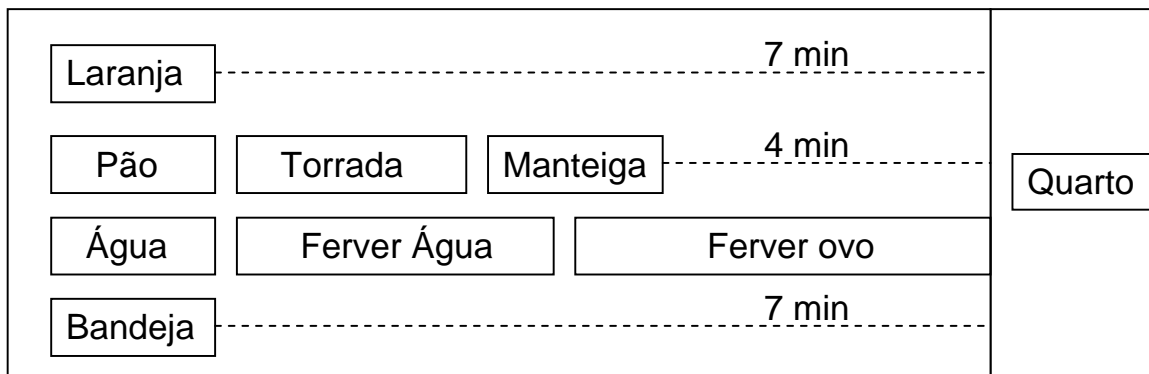 Laranja 7 min
Pão Torrada Manteiga 4 min
Quarto
Água Ferver Água Ferver ovo
Bandeja 7 min